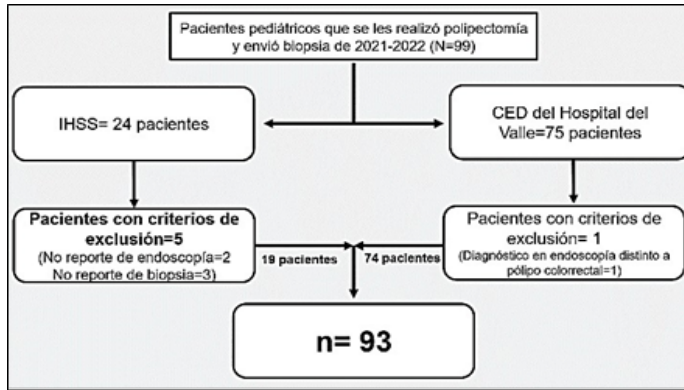 Pacientes pediátricos que se les realizó polipectomía
y envió biopsia de 2021-2022 (N=99)
IHSS= 24 pacientes
CED del Hospital del
Valle=75 pacientes
Pacientes con criterios de
exclusión=5
(No reporte de endoscopía=2
No reporte de biopsia=3)
Pacientes con criterios de
exclusión= 1
(Diagnóstico en endoscopía distinto a
pólipo colorrectal=1)
19 pacientes
74 pacientes
n= 93